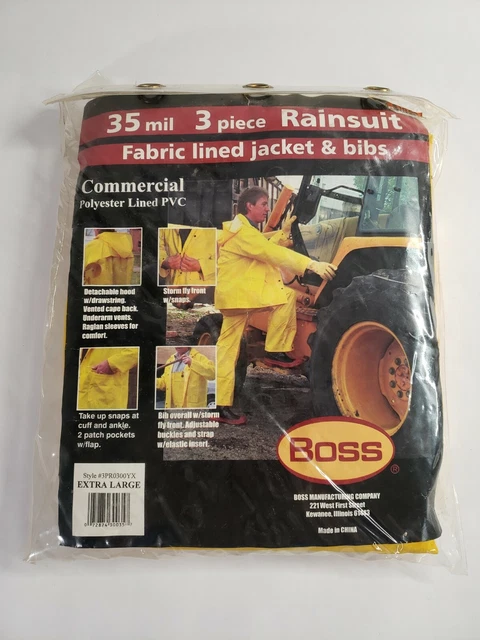 35 mil 3 piece Rainsuit
Fabric lined jacket & bibs
Commercial
Polyester Lined PVC
Detachable hood
w/drawstring.
Vented cape back.
Underarm vents.
Raglan sleeves for
comfort.
Storm fly front
w/snaps.
Take up snaps at
cuff and ankle.
2 patch pockets
w/flap.
Bib overall w/storm
fly front. Adjustable
buckles and strap
w/elastic insert.
BOSS
®
Style #3PR0300YX
EXTRA LARGE
BOSS MANUFACTURING COMPANY
221 West First Street
Kewanee, Illinois
Made in CHINA